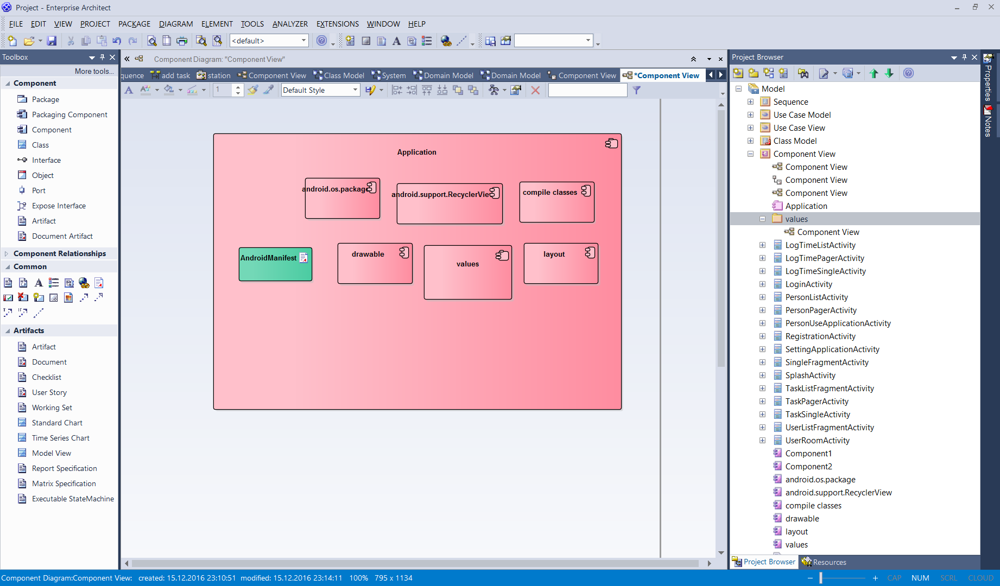 Project - Enterprise Architect
FILE EDIT VIEW PROJECT PACKAGE DIAGRAM ELEMENT TOOLS ANALYZER EXTENSIONS WINDOW HELP
<default>
Toolbox
More tools...
Component
Package
Packaging Component
Component
Class
Interface
Object
Port
Expose Interface
Artifact
Document Artifact
Component Relationships
Common
Artifacts
Artifact
Document
Checklist
User Story
Working Set
Standard Chart
Time Series Chart
Model View
Report Specification
Matrix Specification
Executable StateMachine
Component Diagram: "Component View"
quence add task station Component View Class Model System Domain Model Domain Model Component View *Component View
1 Default Style
Application
android.os.package
android.support.RecyclerVie
compile classes
AndroidManifest
drawable
values
layout
Project Browser
Model
Sequence
Use Case Model
Use Case View
Class Model
Component View
Component View
Component View
Component View
Application
values
Component View
LogTimeListActivity
LogTimePagerActivity
LogTimeSingleActivity
LoginActivity
PersonListActivity
PersonPagerActivity
PersonUseApplicationActivity
RegistrationActivity
SettingApplicationActivity
SingleFragmentActivity
SplashActivity
TaskListFragmentActivity
TaskPagerActivity
TaskSingleActivity
UserListFragmentActivity
UserRoomActivity
Component1
Component2
android.os.package
android.support.RecyclerView
compile classes
drawable
layout
values
Project Browser Resources
Properties
Notes
Component Diagram:Component View: created: 15.12.2016 23:10:51 modified: 15.12.2016 23:14:11 100% 795 x 1134
CAP NUM SCRL CLOUD